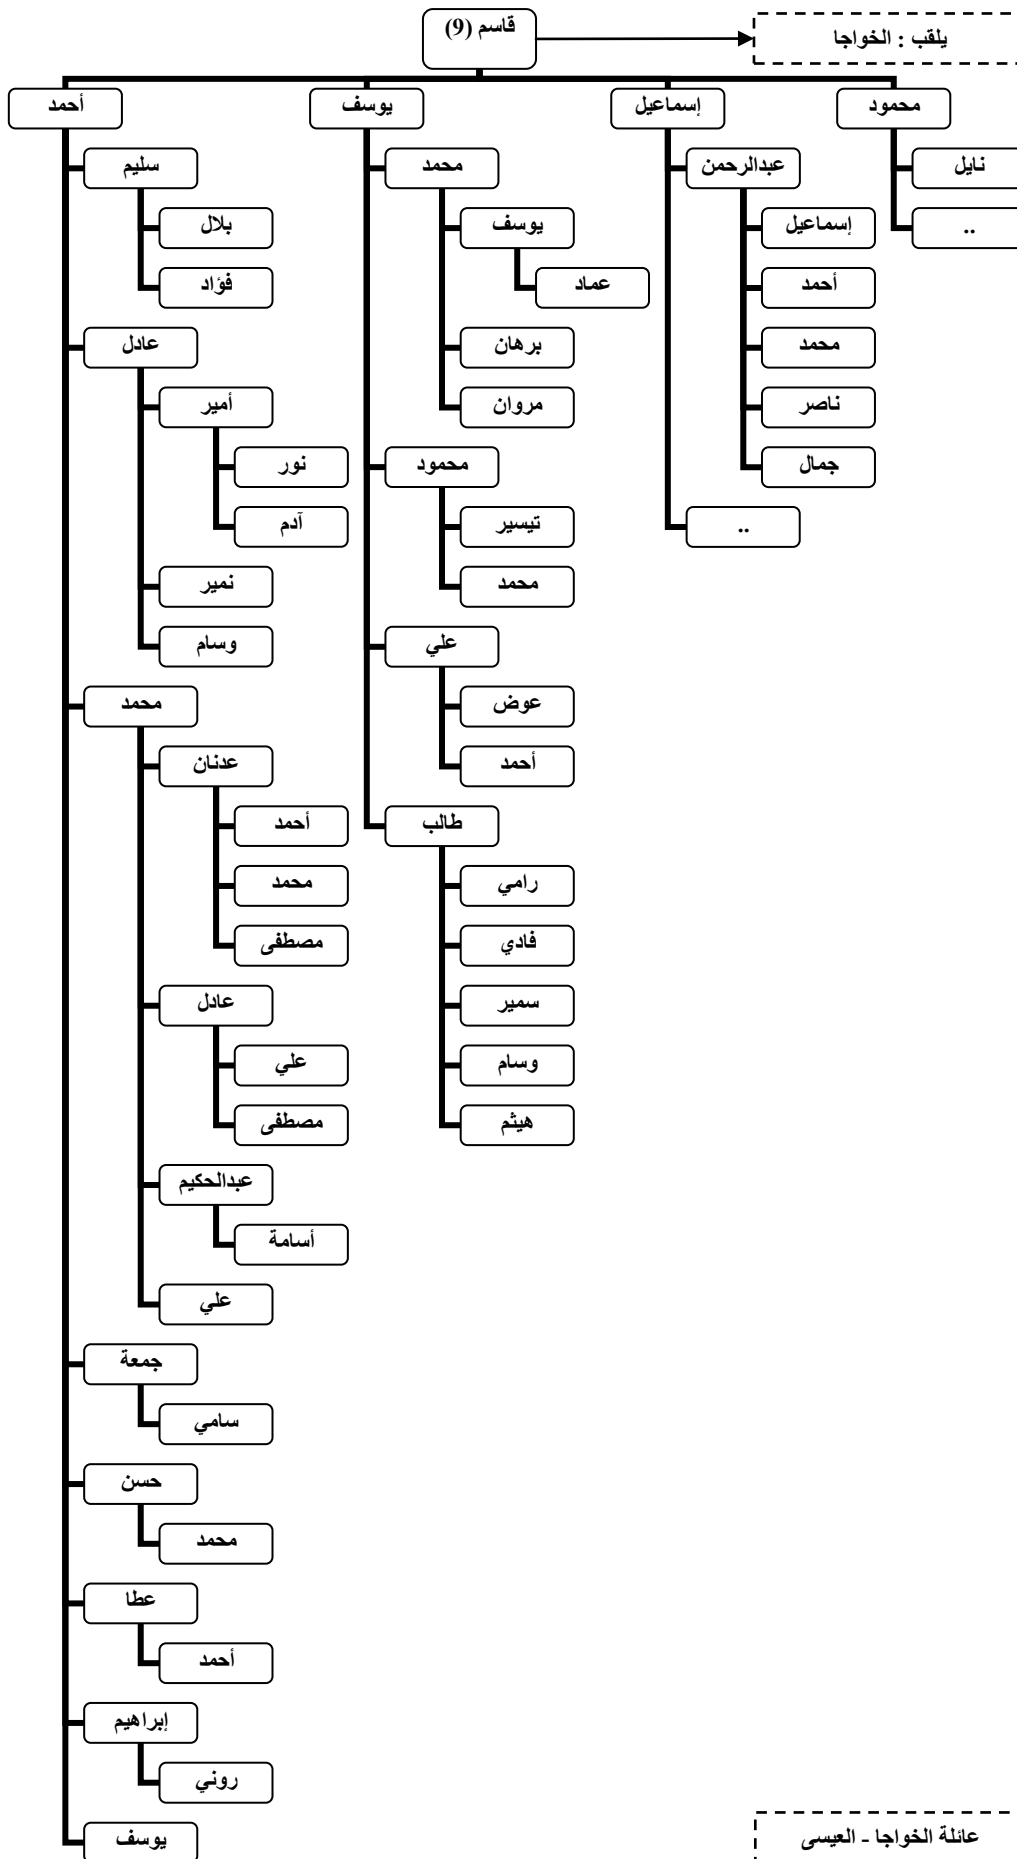 قاسم (9)
يلقب : الخواجا
محمود
نايل
..
إسماعيل
عبدالرحمن
إسماعيل
أحمد
محمد
ناصر
جمال
..
يوسف
محمد
يوسف
عماد
برهان
مروان
محمود
تيسير
محمد
علي
عوض
أحمد
طالب
رامي
فادي
سمير
وسام
هيثم
أحمد
سليم
بلال
فؤاد
عادل
أمير
نور
آدم
نمير
وسام
محمد
عدنان
أحمد
محمد
مصطفى
عادل
علي
مصطفى
عبدالحكيم
أسامة
علي
جمعة
سامي
حسن
محمد
عطا
أحمد
إبراهيم
روني
يوسف
عائلة الخواجا - العيسى